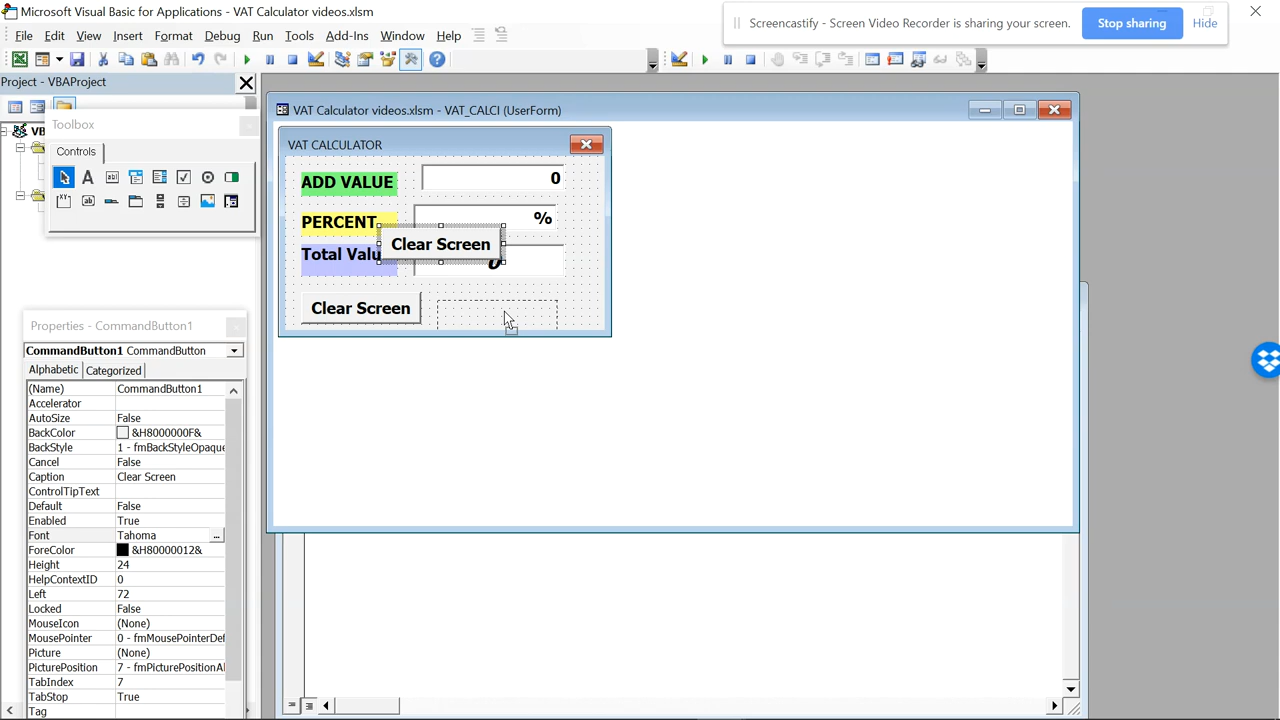 Microsoft Visual Basic for Applications - VAT Calculator videos.xlsm
Screencastify - Screen Video Recorder is sharing your screen.
Stop sharing
Hide
File Edit View Insert Format Debug Run Tools Add-Ins Window Help
Project - VBAProject
VB
Toolbox
Controls
VAT Calculator videos.xlsm - VAT_CALCI (UserForm)
VAT CALCULATOR
ADD VALUE
0
PERCENT
%
Clear Screen
Total Valu
0
Clear Screen
Properties - CommandButton1
CommandButton1 CommandButton
Alphabetic Categorized
(Name) CommandButton1
Accelerator
AutoSize False
BackColor &H8000000F&
BackStyle 1 - fmBackStyleOpaque
Cancel False
Caption Clear Screen
ControlTipText
Default False
Enabled True
Font Tahoma ...
ForeColor &H80000012&
Height 24
HelpContextID 0
Left 72
Locked False
MouseIcon (None)
MousePointer 0 - fmMousePointerDef
Picture (None)
PicturePosition 7 - fmPicturePositionA
TabIndex 7
TabStop True
Tag